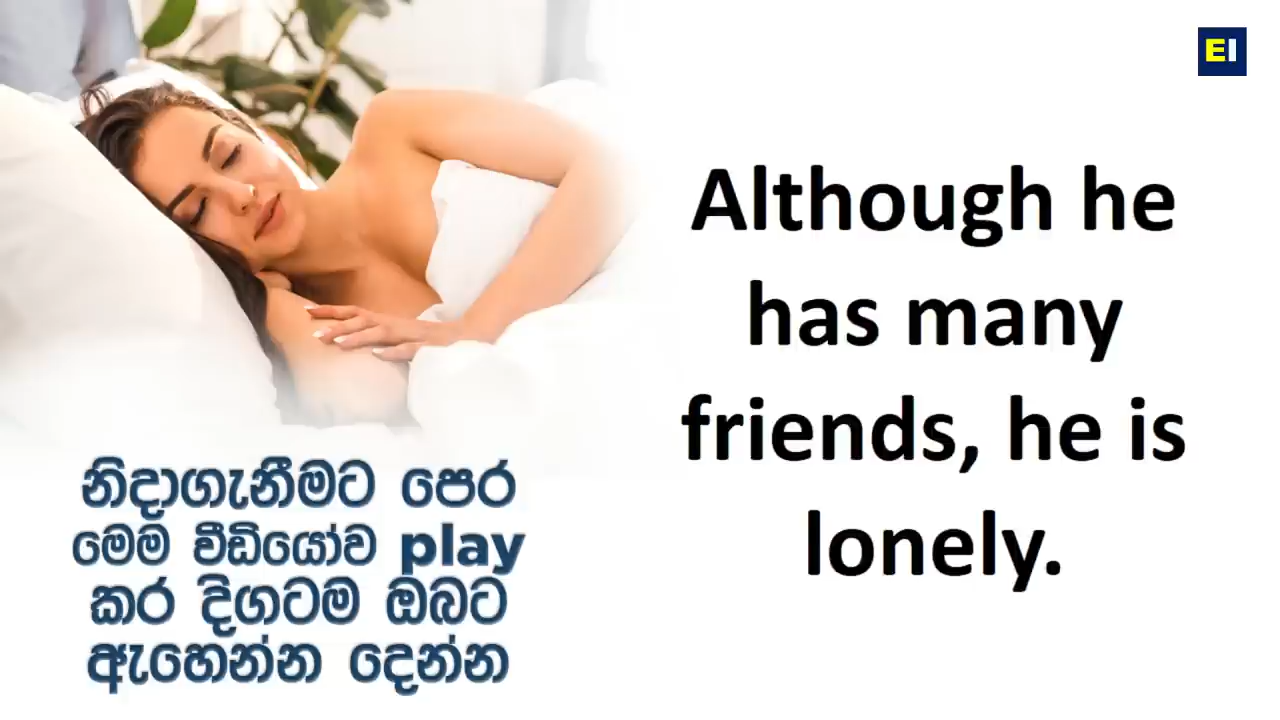 EI
Although he
has many
friends, he is
lonely.
නිදාගැනීමට පෙර
මෙම වීඩියෝව play
කර දිගටම ඔබට
ඇහෙන්න දෙන්න